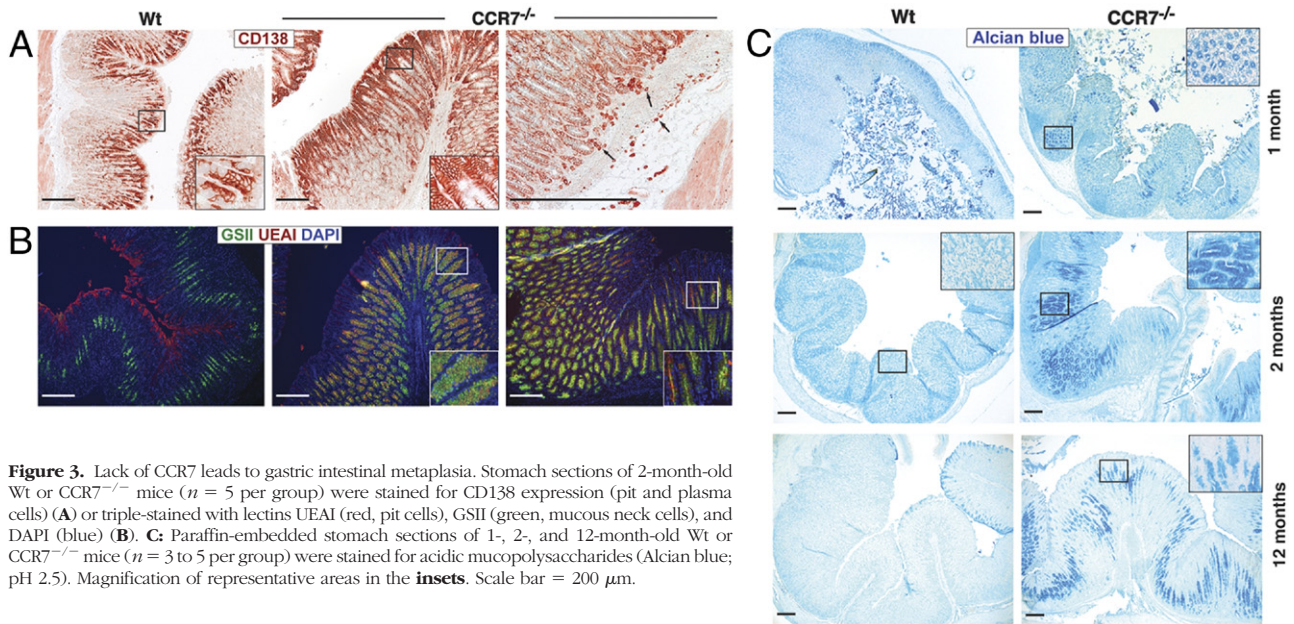 Wt
CCR7-/-
A
CD138
B
GSII UEAI DAPI
C
Wt
CCR7-/-
Alcian blue
1 month
2 months
12 months
Figure 3. Lack of CCR7 leads to gastric intestinal metaplasia. Stomach sections of 2-month-old
Wt or CCR7−/− mice (n = 5 per group) were stained for CD138 expression (pit and plasma
cells) (A) or triple-stained with lectins UEAI (red, pit cells), GSII (green, mucous neck cells), and
DAPI (blue) (B). C: Paraffin-embedded stomach sections of 1-, 2-, and 12-month-old Wt or
CCR7−/− mice (n = 3 to 5 per group) were stained for acidic mucopolysaccharides (Alcian blue;
pH 2.5). Magnification of representative areas in the insets. Scale bar = 200 μm.